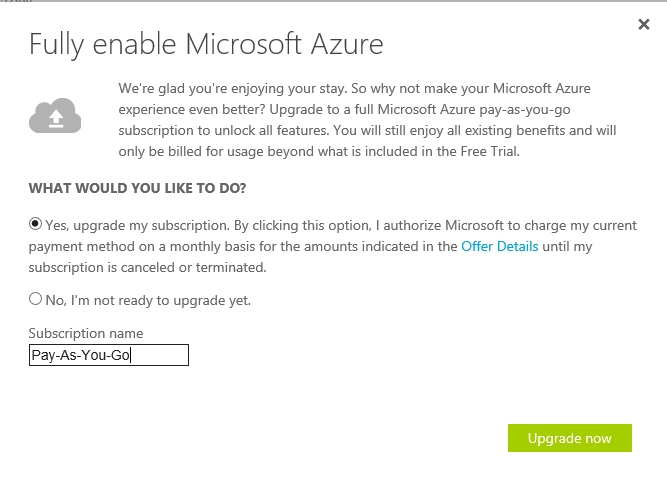 Fully enable Microsoft Azure
We're glad you're enjoying your stay. So why not make your Microsoft Azure
experience even better? Upgrade to a full Microsoft Azure pay-as-you-go
subscription to unlock all features. You will still enjoy all existing benefits and will
only be billed for usage beyond what is included in the Free Trial.
WHAT WOULD YOU LIKE TO DO?
Yes, upgrade my subscription. By clicking this option, I authorize Microsoft to charge my current
payment method on a monthly basis for the amounts indicated in the Offer Details until my
subscription is canceled or terminated.
No, I'm not ready to upgrade yet.
Subscription name
Pay-As-You-Go
Upgrade now